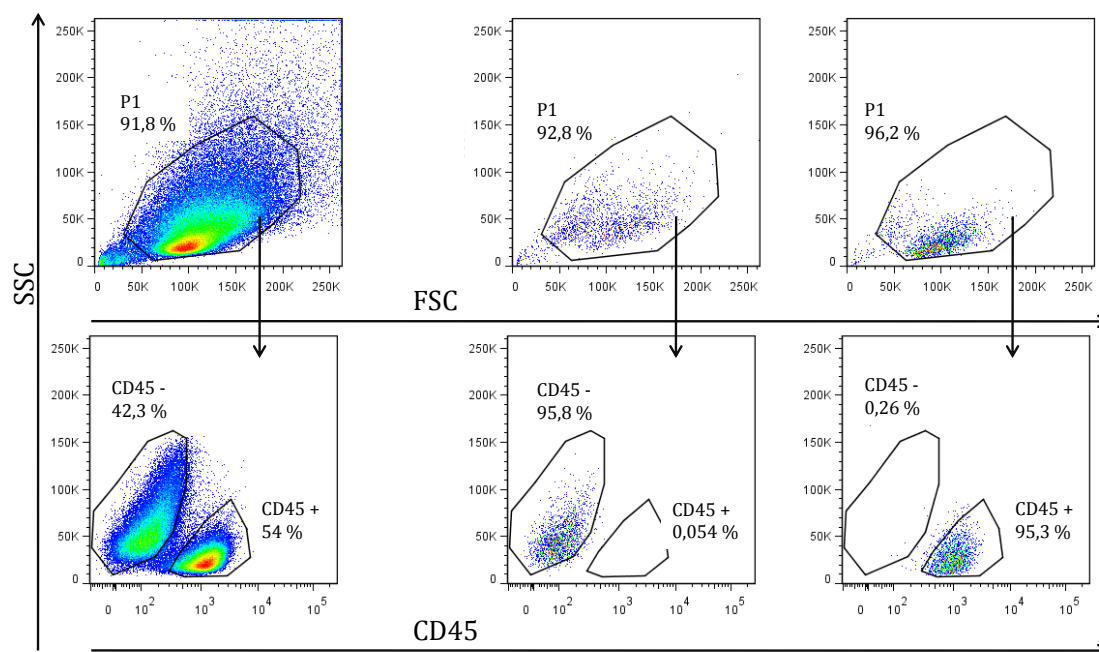 SSC
250K
200K
150K
100K
50K
0
P1
91,8 %
0
50K
100K
150K
200K
250K
250K
200K
150K
100K
50K
0
P1
92,8 %
0
50K
100K
150K
200K
250K
250K
200K
150K
100K
50K
0
P1
96,2 %
0
50K
100K
150K
200K
250K
FSC
250K
200K
150K
100K
50K
0
CD45 -
42,3 %
CD45 +
54 %
0
10²
10³
10⁴
10⁵
250K
200K
150K
100K
50K
0
CD45 -
95,8 %
CD45 +
0,054 %
0
10²
10³
10⁴
10⁵
250K
200K
150K
100K
50K
0
CD45 -
0,26 %
CD45 +
95,3 %
0
10²
10³
10⁴
10⁵
CD45